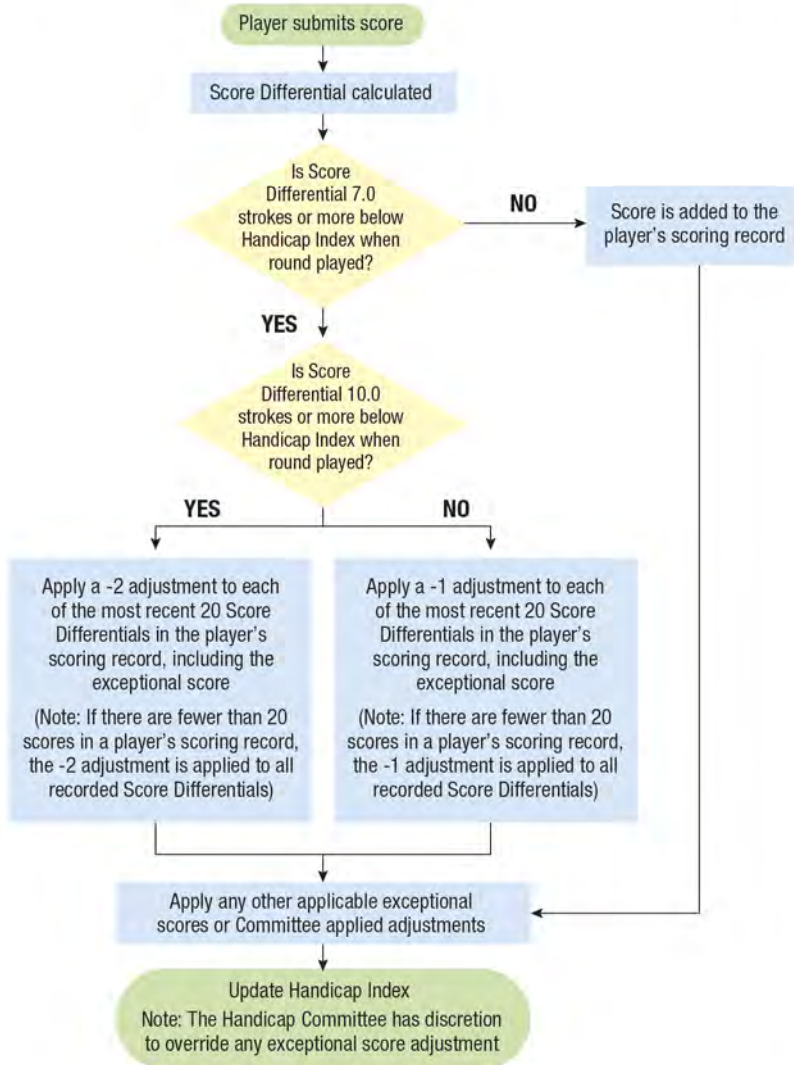 Player submits score
Score Differential calculated
Is Score
Differential 7.0
strokes or more below
Handicap Index when
round played?
NO
Score is added to the
player's scoring record
YES
Is Score
Differential 10.0
strokes or more below
Handicap Index when
round played?
YES
NO
Apply a -2 adjustment to each
of the most recent 20 Score
Differentials in the player's
scoring record, including the
exceptional score
(Note: If there are fewer than 20
scores in a player's scoring record,
the -2 adjustment is applied to all
recorded Score Differentials)
Apply a -1 adjustment to each
of the most recent 20 Score
Differentials in the player's
scoring record, including the
exceptional score
(Note: If there are fewer than 20
scores in a player's scoring record,
the -1 adjustment is applied to all
recorded Score Differentials)
Apply any other applicable exceptional
scores or Committee applied adjustments
Update Handicap Index
Note: The Handicap Committee has discretion
to override any exceptional score adjustment